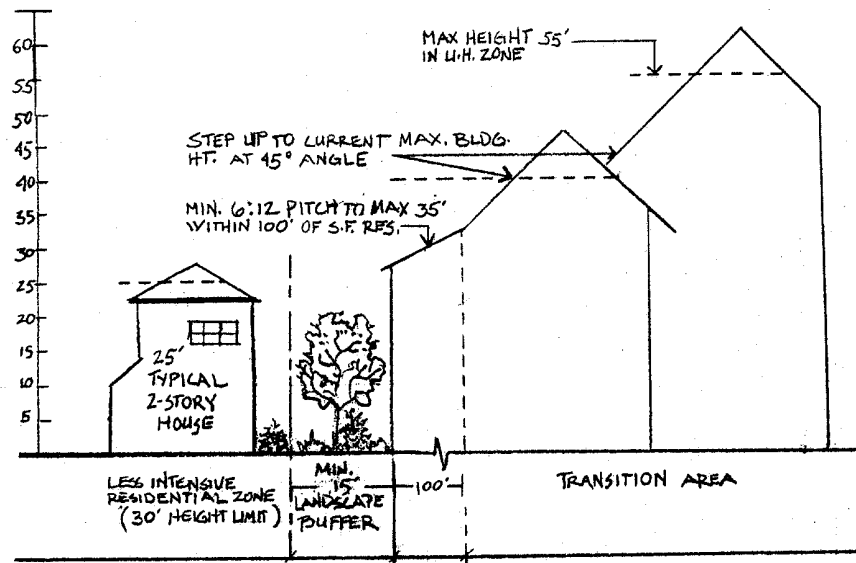 60
55
50
45
40
35
30
25
20
15
10
5
MAX HEIGHT 55'
IN U.H. ZONE
STEP UP TO CURRENT MAX. BLDG.
HT. AT 45° ANGLE
MIN. 6:12 PITCH TO MAX 35'
WITHIN 100' OF S.F. RES.
25'
TYPICAL
2-STORY
HOUSE
LESS INTENSIVE
RESIDENTIAL ZONE
(30' HEIGHT LIMIT)
MIN.
15'
LANDSCAPE
BUFFER
100'
TRANSITION AREA